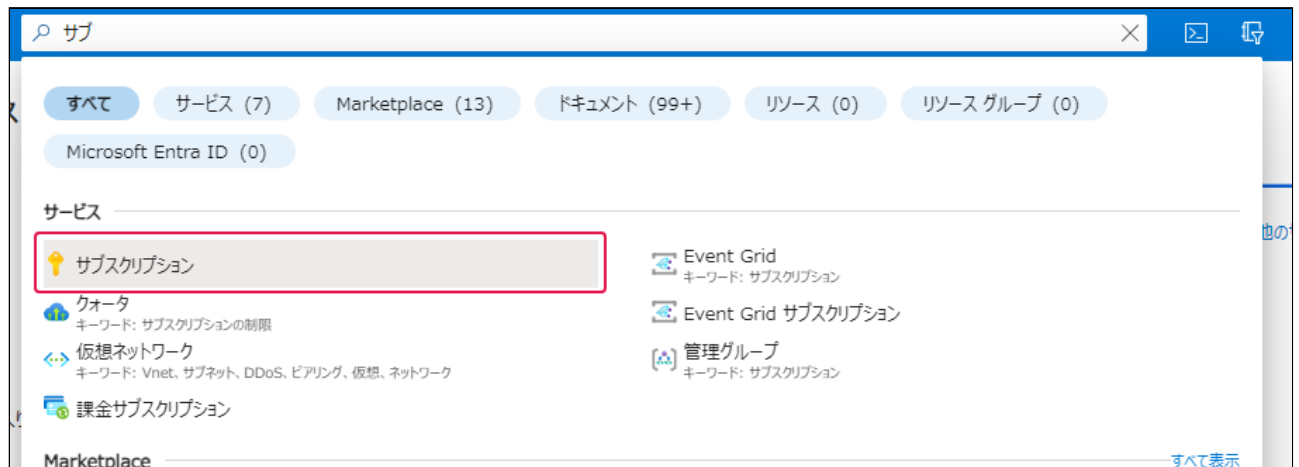 サブ
すべて サービス (7) Marketplace (13) ドキュメント (99+) リソース (0) リソース グループ (0)
Microsoft Entra ID (0)
サービス
サブスクリプション
クォータ
キーワード: サブスクリプションの制限
仮想ネットワーク
キーワード: Vnet、サブネット、DDoS、ピアリング、仮想、ネットワーク
課金サブスクリプション
Event Grid
キーワード: サブスクリプション
Event Grid サブスクリプション
管理グループ
キーワード: サブスクリプション
他の
Marketplace すべて表示